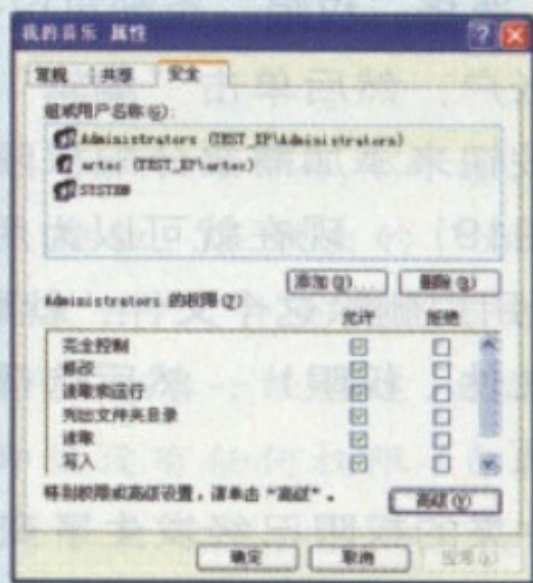 我的音乐 属性
常规 共享 安全
组或用户名称(G):
Administrators (TEST_XP\Administrators)
artec (TEST_XP\artec)
SYSTEM
添加(D)... 删除(R)
Administrators 的权限(P) 允许 拒绝
完全控制
修改
读取和运行
列出文件夹目录
读取
写入
特别权限或高级设置，请单击“高级”。
高级(V)
确定 取消 应用(A)